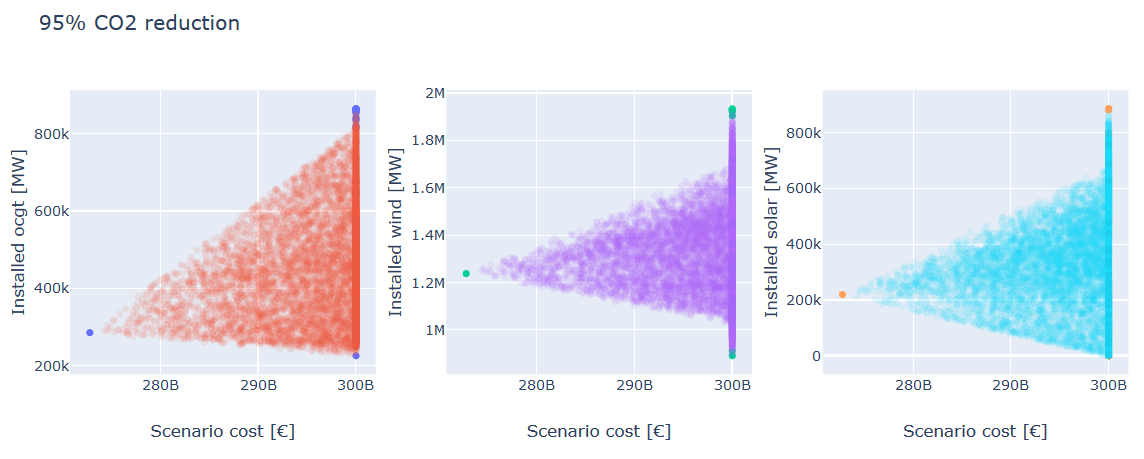 95% CO2 reduction
Installed ocgt [MW]
800k
600k
400k
200k
280B
290B
300B
Scenario cost [€]
Installed wind [MW]
2M
1.8M
1.6M
1.4M
1.2M
1M
280B
290B
300B
Scenario cost [€]
Installed solar [MW]
800k
600k
400k
200k
0
280B
290B
300B
Scenario cost [€]